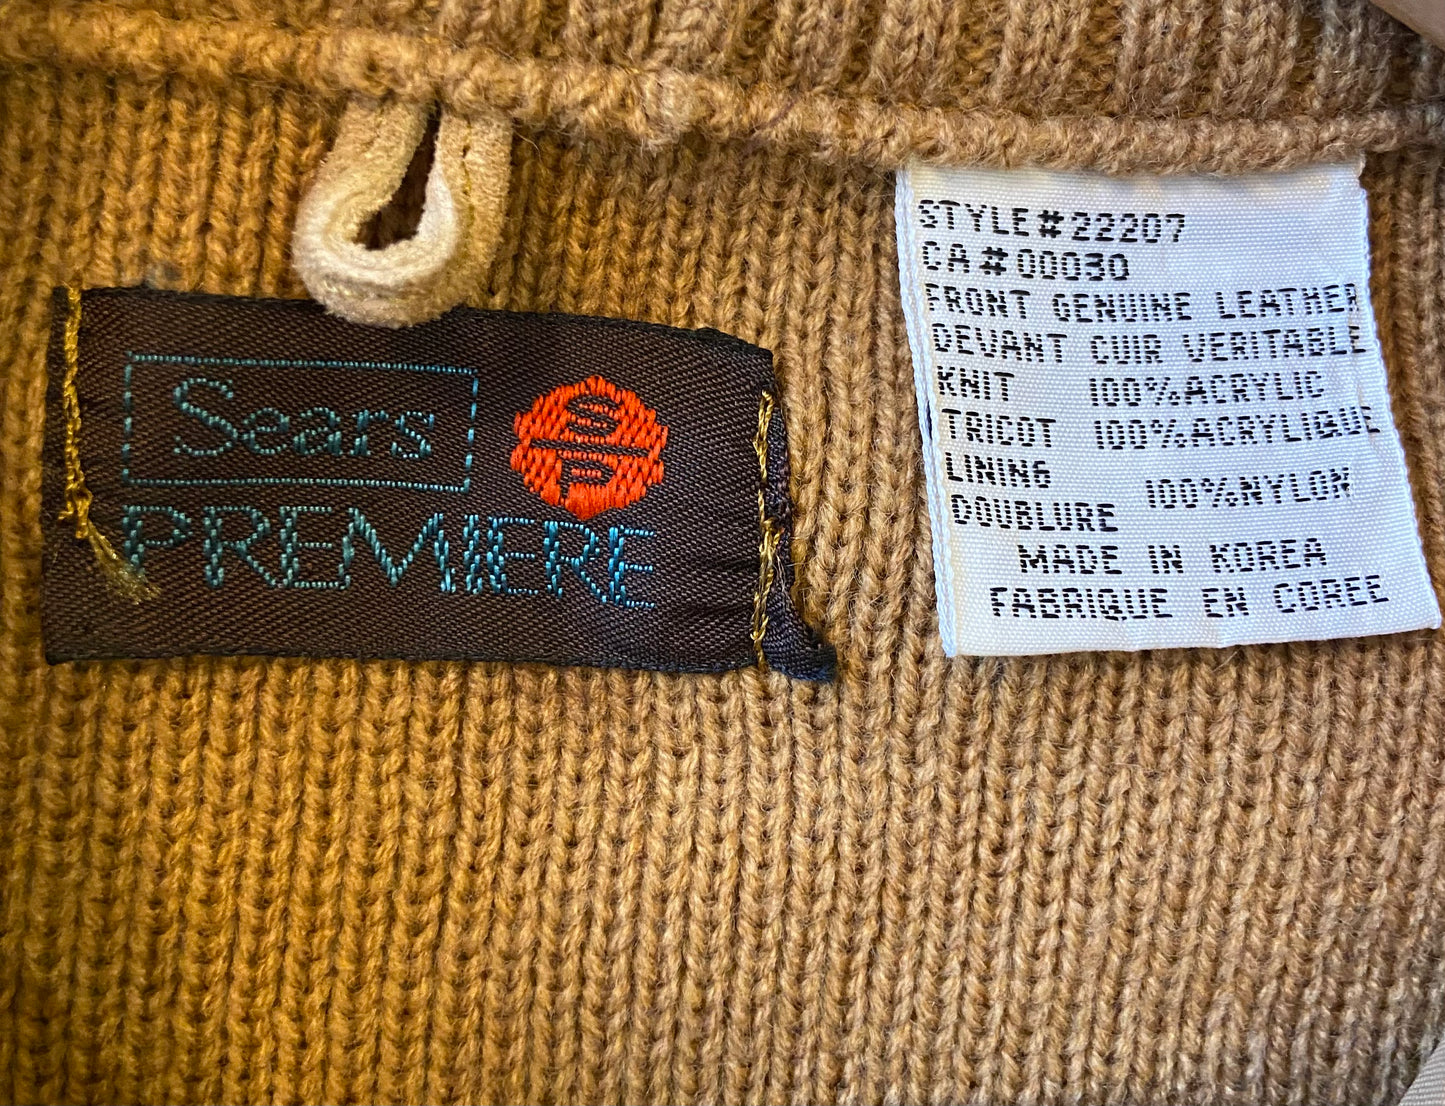 Sears
S
P
PREMIERE
STYLE#22207
CA#00030
FRONT GENUINE LEATHER
DEVANT CUIR VERITABLE
KNIT 100%ACRYLIC
TRICOT 100%ACRYLIQUE
LINING
100%NYLON
DOUBLURE
MADE IN KOREA
FABRIQUE EN COREE